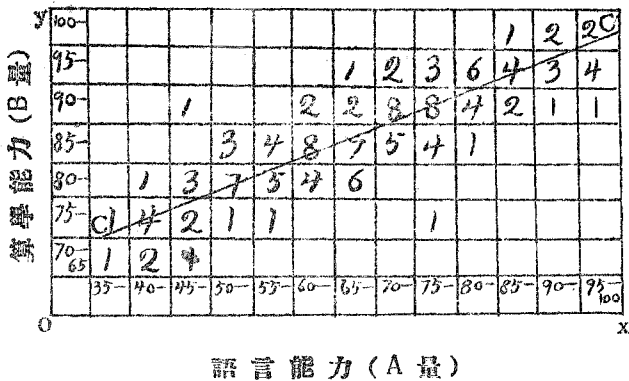 y
算學能力(B量)
100- 1 2 2 C'
95- 1 2 3 6 4 3 4
90- 1 2 2 8 8 4 2 1 1
85- 3 4 8 7 5 4 1
80- 1 3 7 5 4 6
75- C 1 4 2 1 1 1
70- 1 2 1
65
35- 40- 45- 50- 55- 60- 65- 70- 75- 80- 85- 90- 95-
100
O x
語言能力(A量)